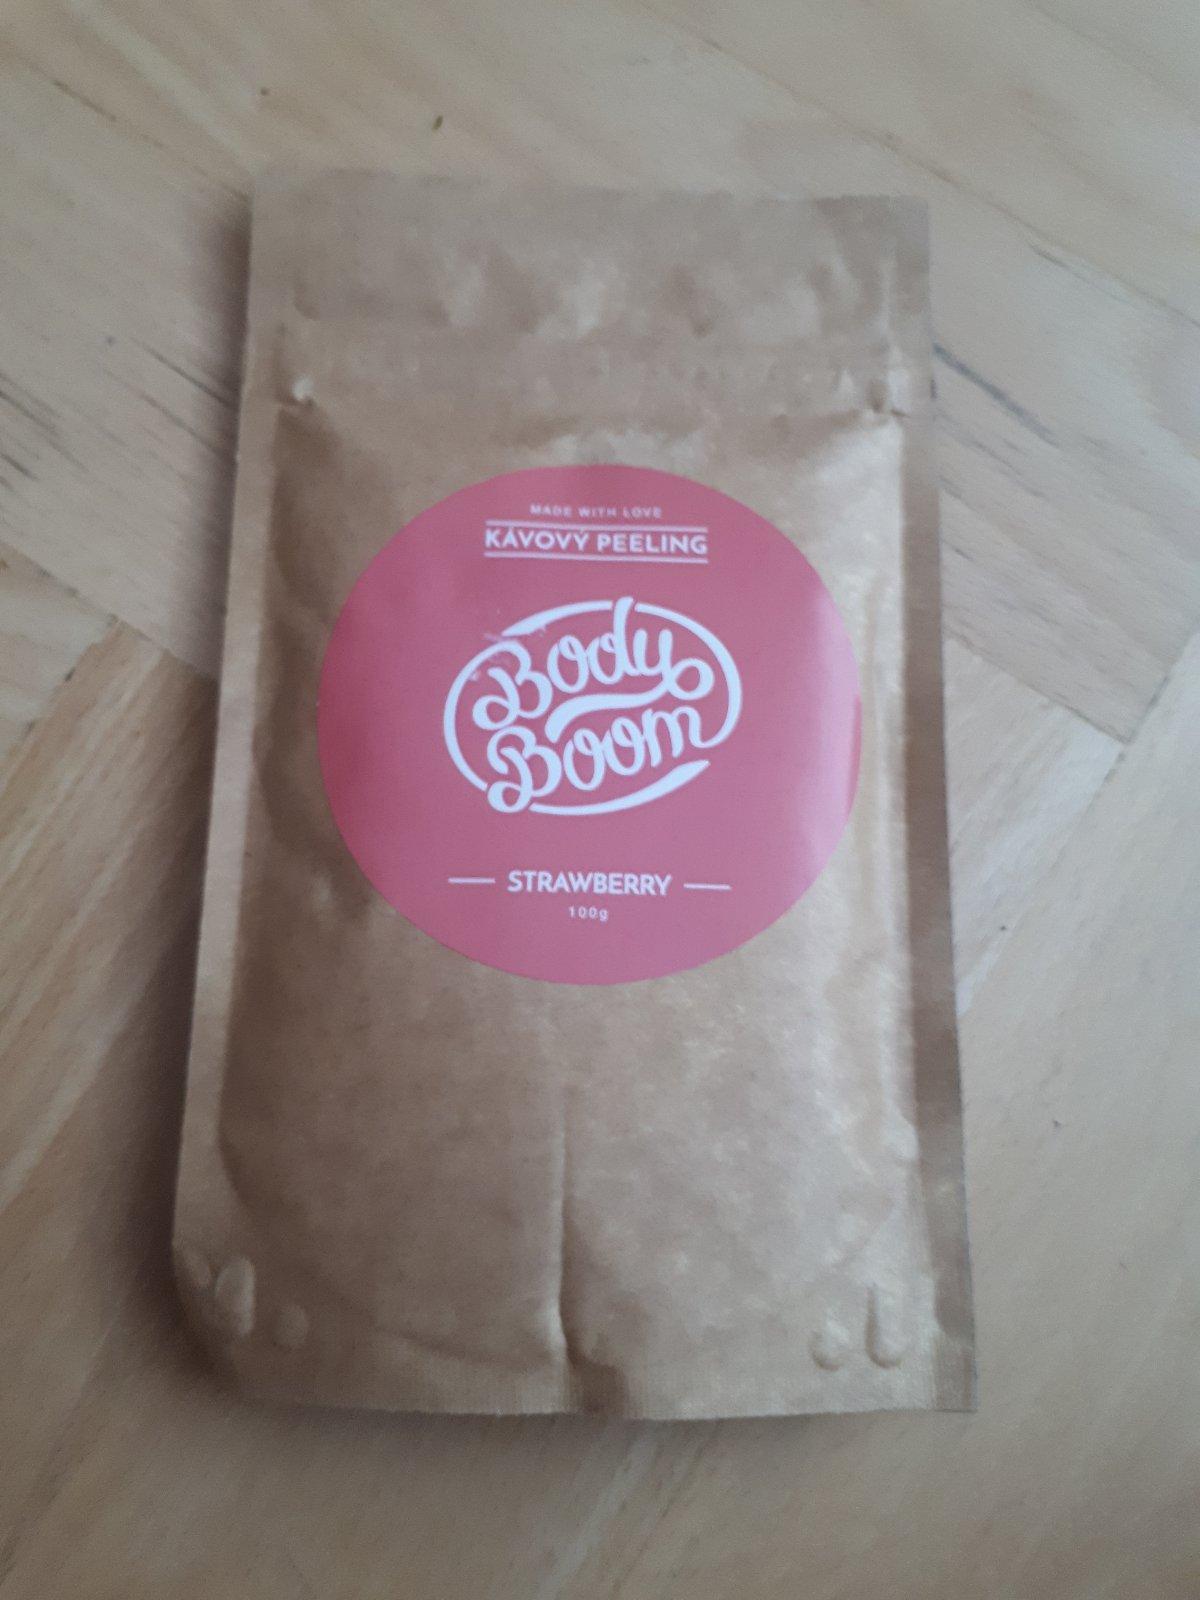 MADE WITH LOVE
KÁVOVÝ PEELING
Body
Boom
STRAWBERRY
100g